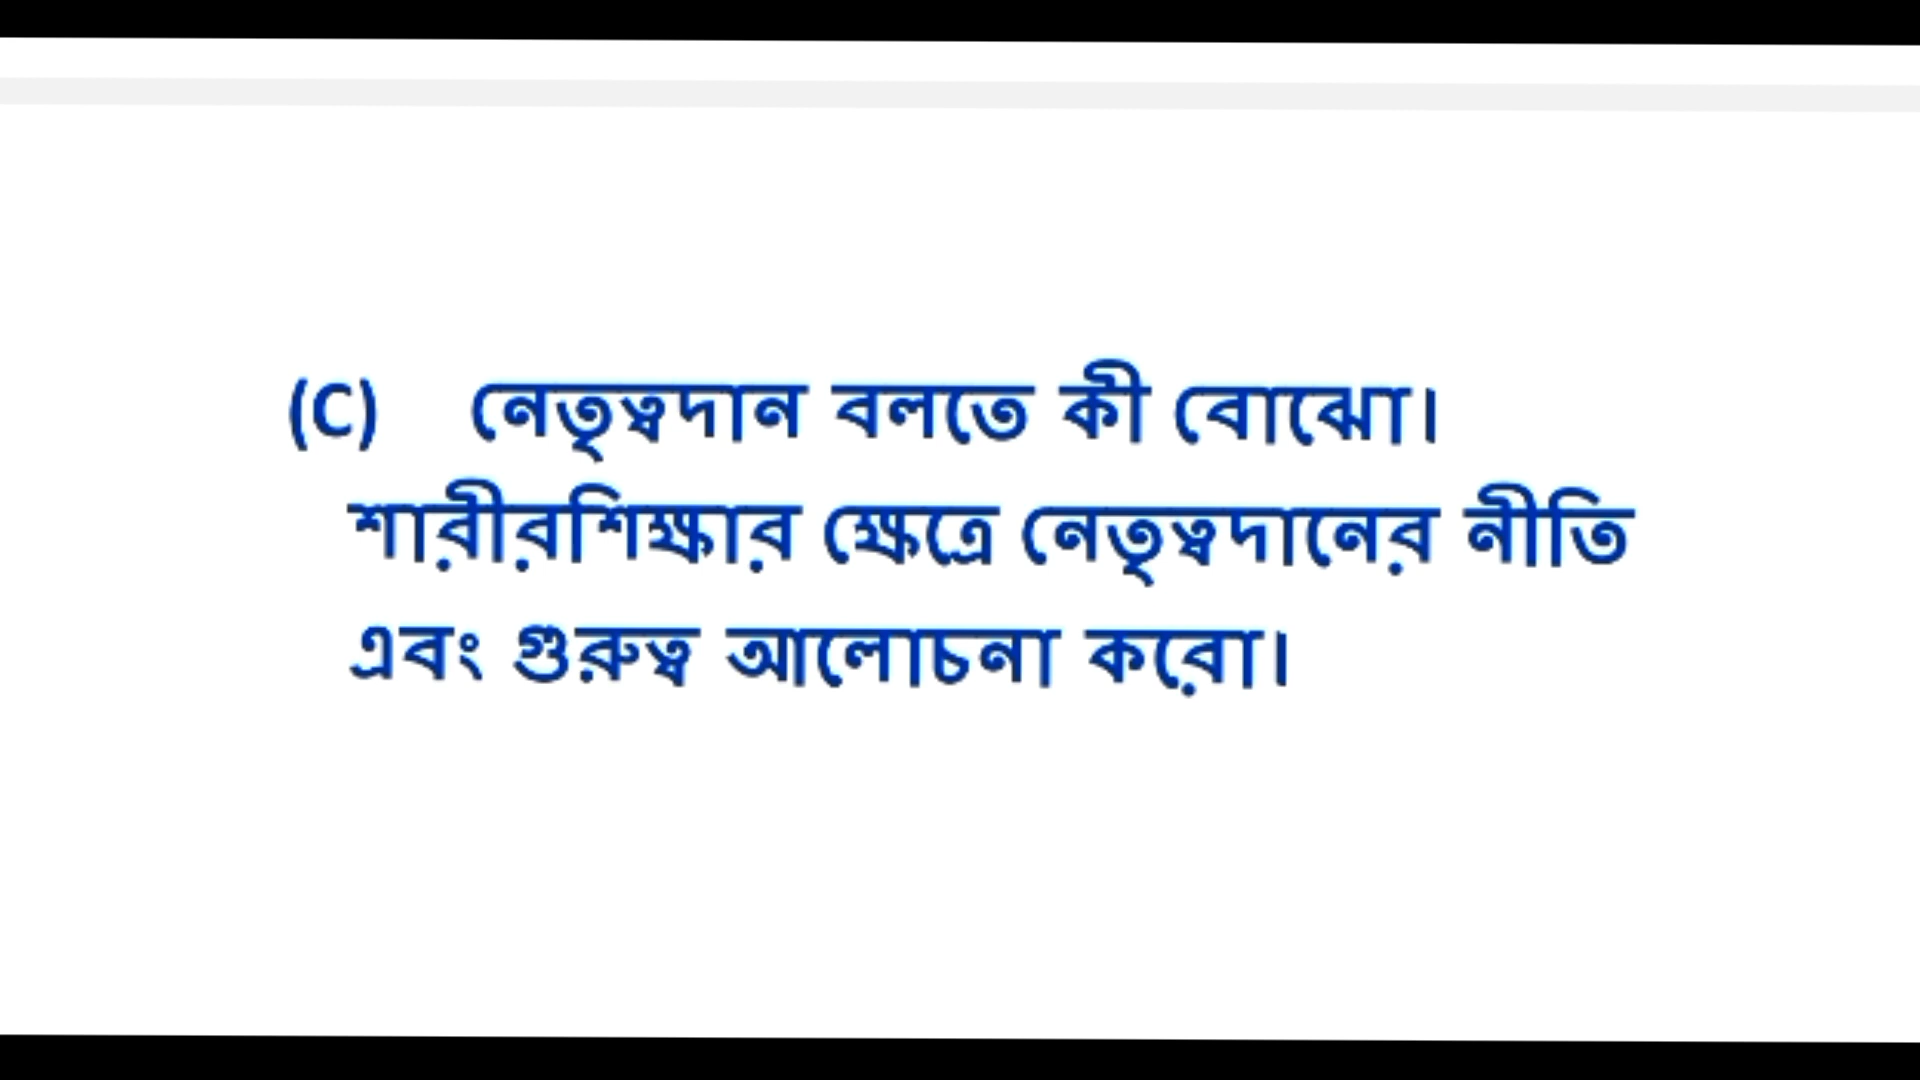 (C) নেতৃত্বদান বলতে কী বোঝো।
শারীরশিক্ষার ক্ষেত্রে নেতৃত্বদানের নীতি
এবং গুরুত্ব আলোচনা করো।